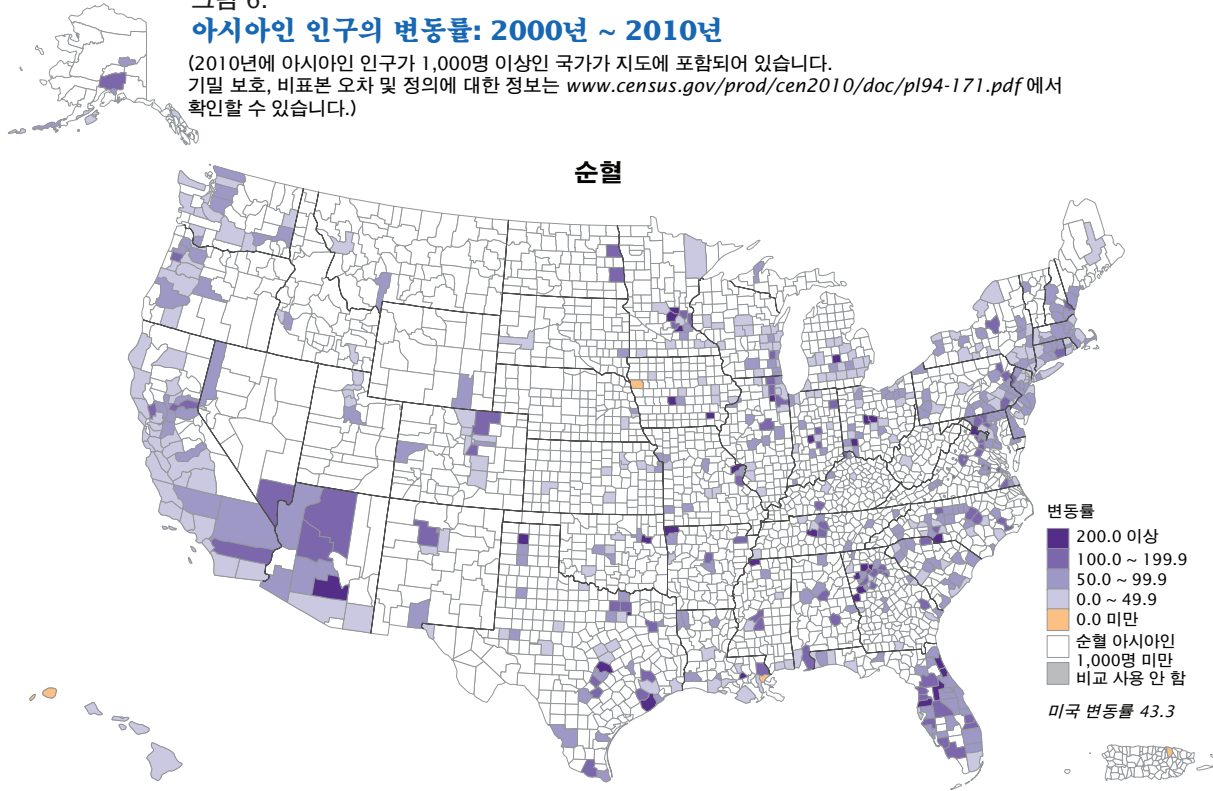 그림 6.
아시아인 인구의 변동률: 2000년 ~ 2010년
(2010년에 아시아인 인구가 1,000명 이상인 국가가 지도에 포함되어 있습니다.
기밀 보호, 비표본 오차 및 정의에 대한 정보는 www.census.gov/prod/cen2010/doc/pl94-171.pdf 에서
확인할 수 있습니다.)
순혈
변동률
200.0 이상
100.0 ~ 199.9
50.0 ~ 99.9
0.0 ~ 49.9
0.0 미만
순혈 아시아인
1,000명 미만
비교 사용 안 함
미국 변동률 43.3